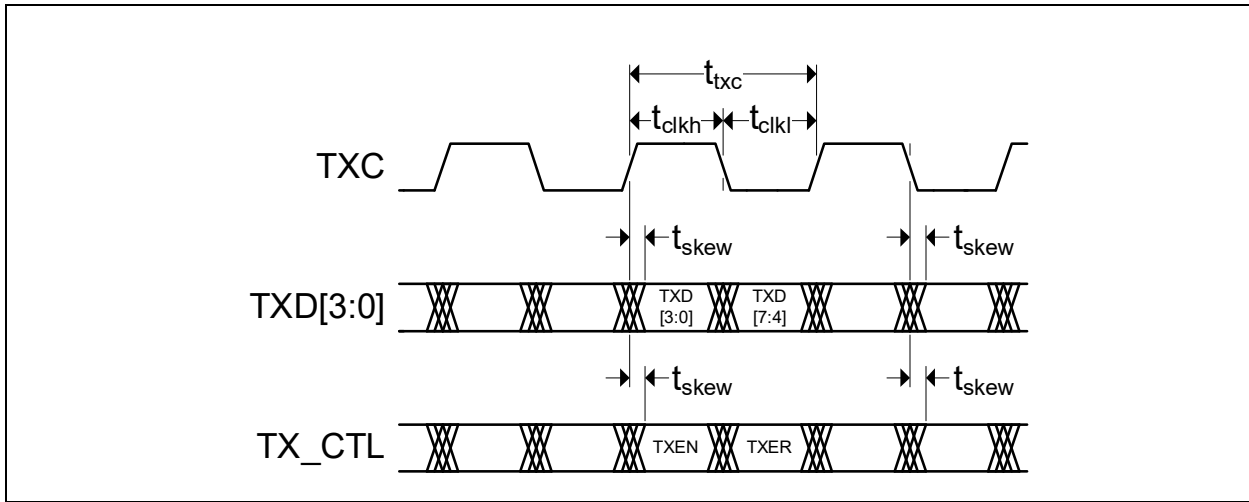 ttxc
tclkh tclkl
TXC
tskew tskew
TXD[3:0] TXD [3:0] TXD [7:4]
tskew tskew
TX_CTL TXEN TXER